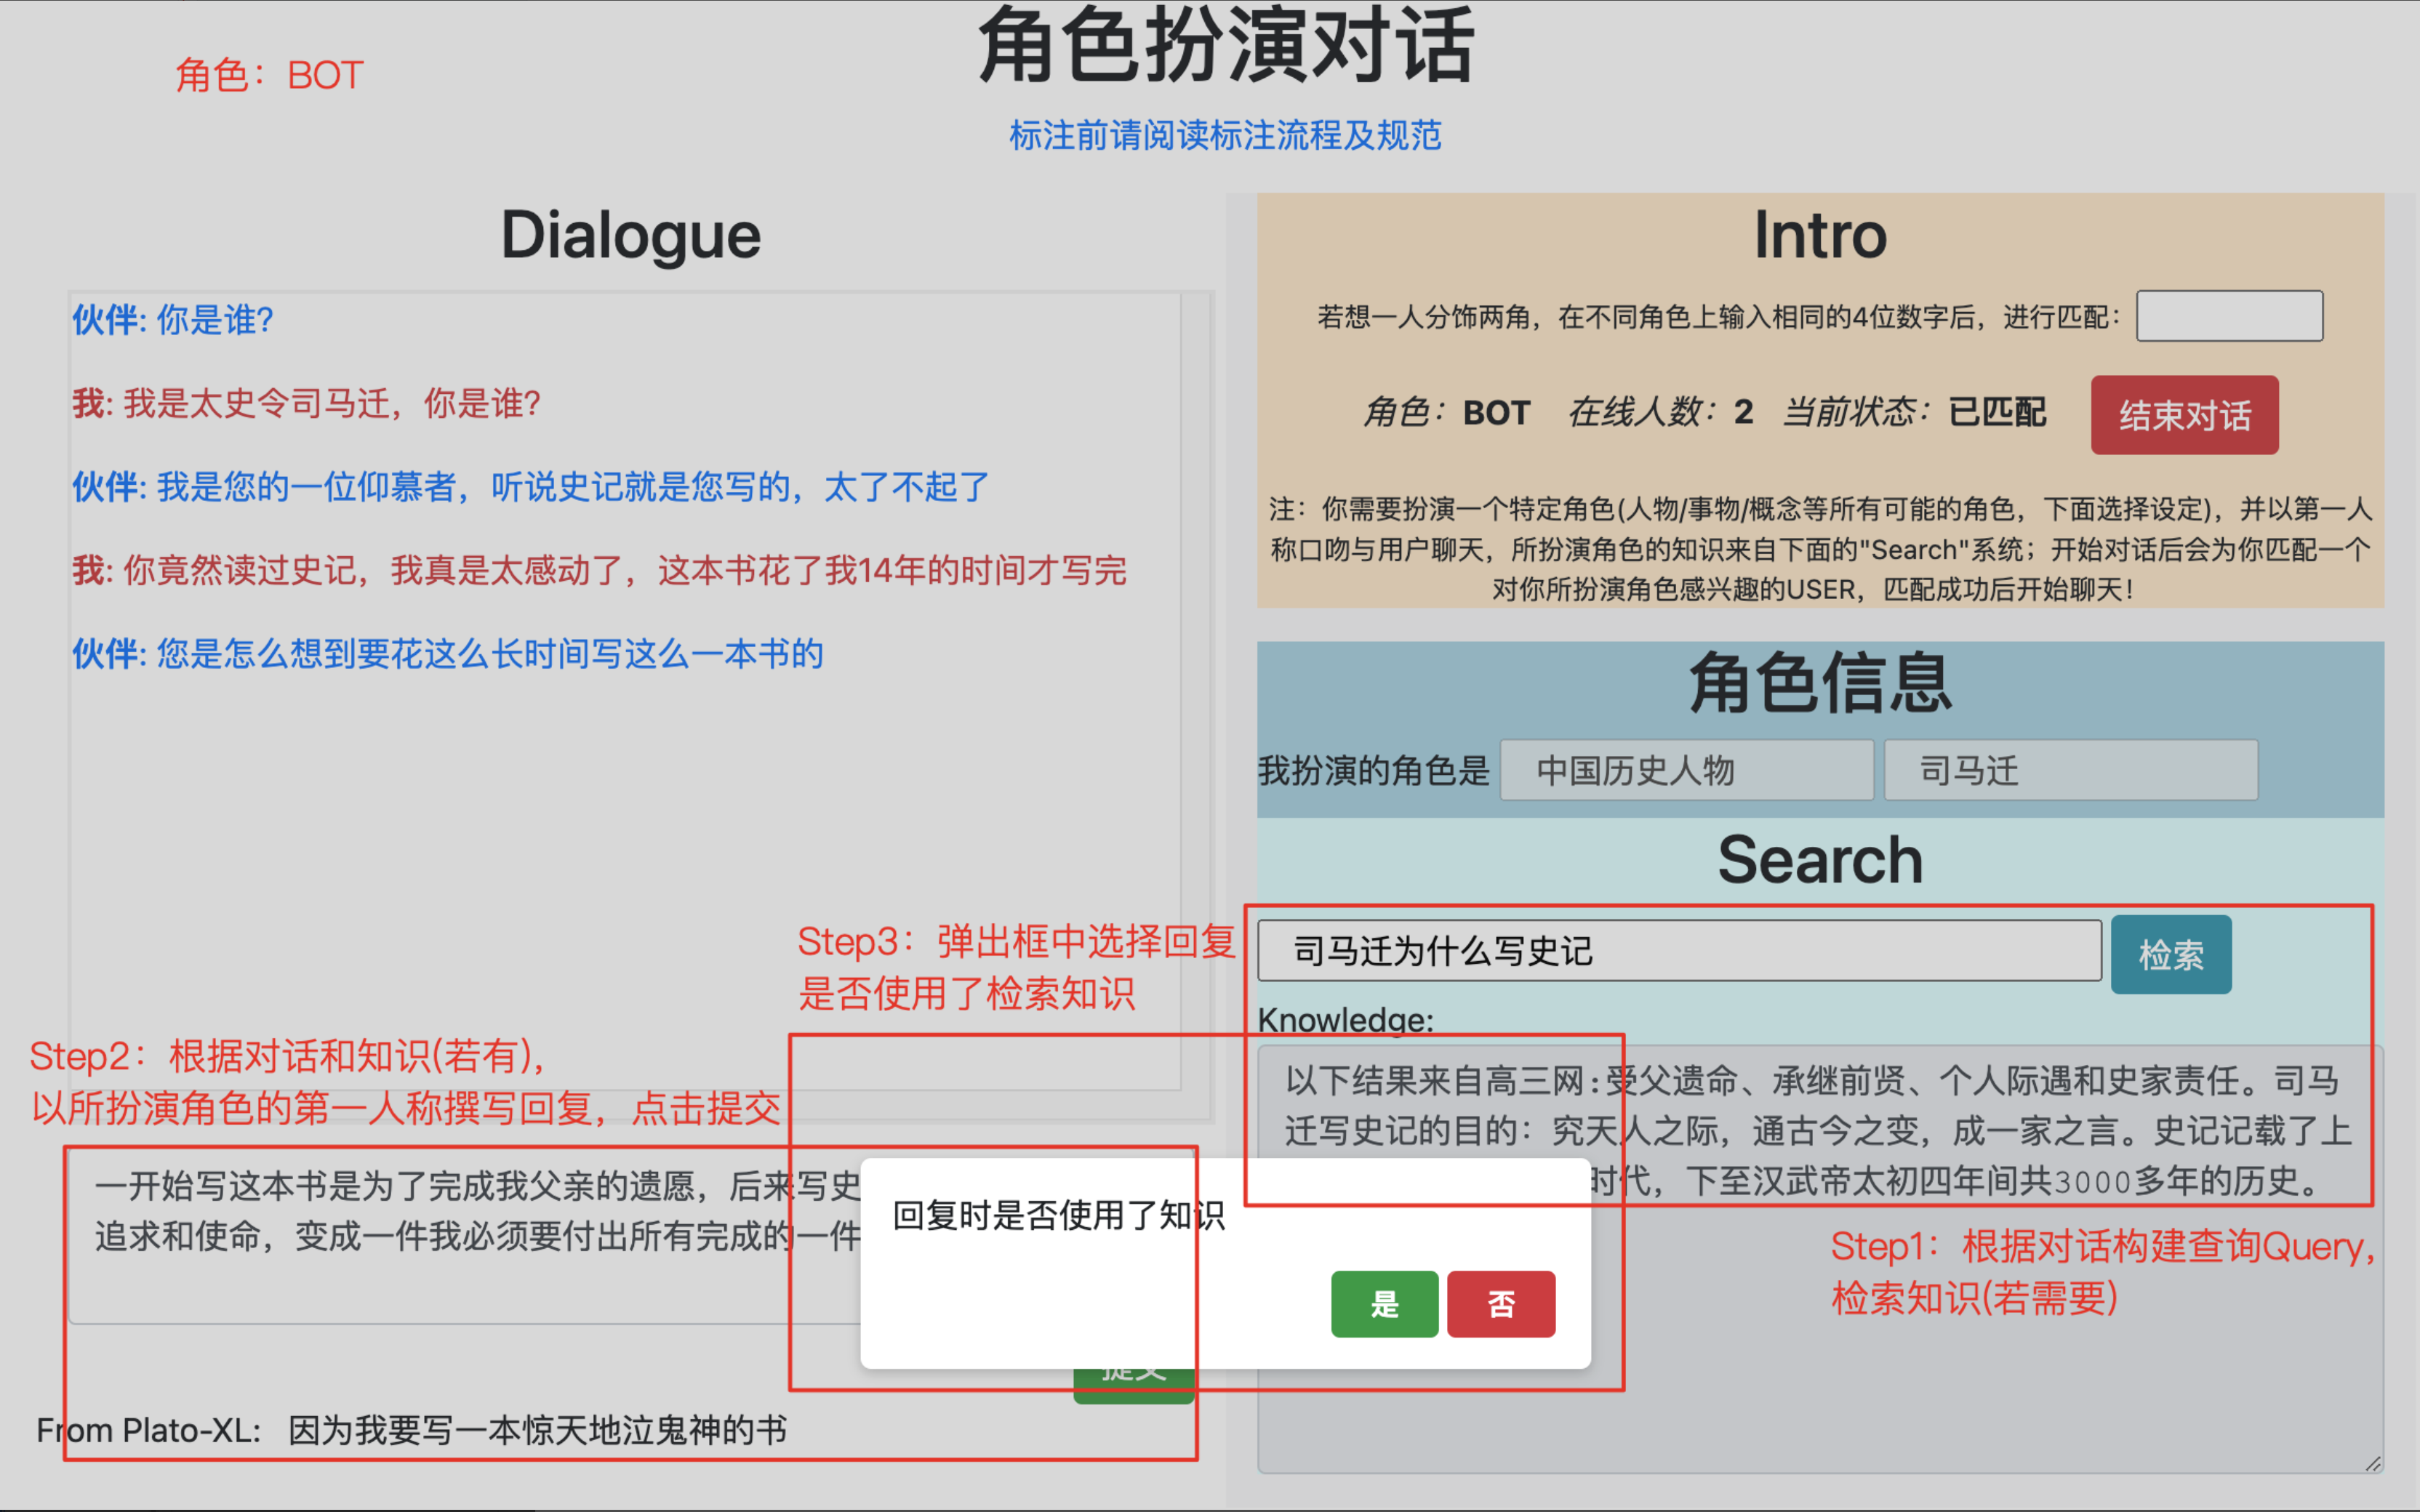 角色扮演对话
角色：BOT
标注前请阅读标注流程及规范
Dialogue
伙伴: 你是谁?
我: 我是太史令司马迁，你是谁?
伙伴: 我是您的一位仰慕者，听说史记就是您写的，太了不起了
我: 你竟然读过史记，我真是太感动了，这本书花了我14年的时间才写完
伙伴: 您是怎么想到要花这么长时间写这么一本书的
Step2：根据对话和知识(若有),
以所扮演角色的第一人称撰写回复，点击提交
一开始写这本书是为了完成我父亲的遗愿，后来写史
追求和使命，变成一件我必须要付出所有完成的一件
提交
From Plato-XL: 因为我要写一本惊天地泣鬼神的书
Step3：弹出框中选择回复
是否使用了检索知识
回复时是否使用了知识
是
否
Intro
若想一人分饰两角，在不同角色上输入相同的4位数字后，进行匹配：
角色：BOT 在线人数：2 当前状态：已匹配
结束对话
注：你需要扮演一个特定角色(人物/事物/概念等所有可能的角色，下面选择设定)，并以第一人
称口吻与用户聊天，所扮演角色的知识来自下面的"Search"系统；开始对话后会为你匹配一个
对你所扮演角色感兴趣的USER，匹配成功后开始聊天！
角色信息
我扮演的角色是 中国历史人物 司马迁
Search
司马迁为什么写史记
检索
Knowledge:
以下结果来自高三网:受父遗命、承继前贤、个人际遇和史家责任。司马
迁写史记的目的：究天人之际，通古今之变，成一家之言。史记记载了上
时代，下至汉武帝太初四年间共3000多年的历史。
Step1：根据对话构建查询Query,
检索知识(若需要)